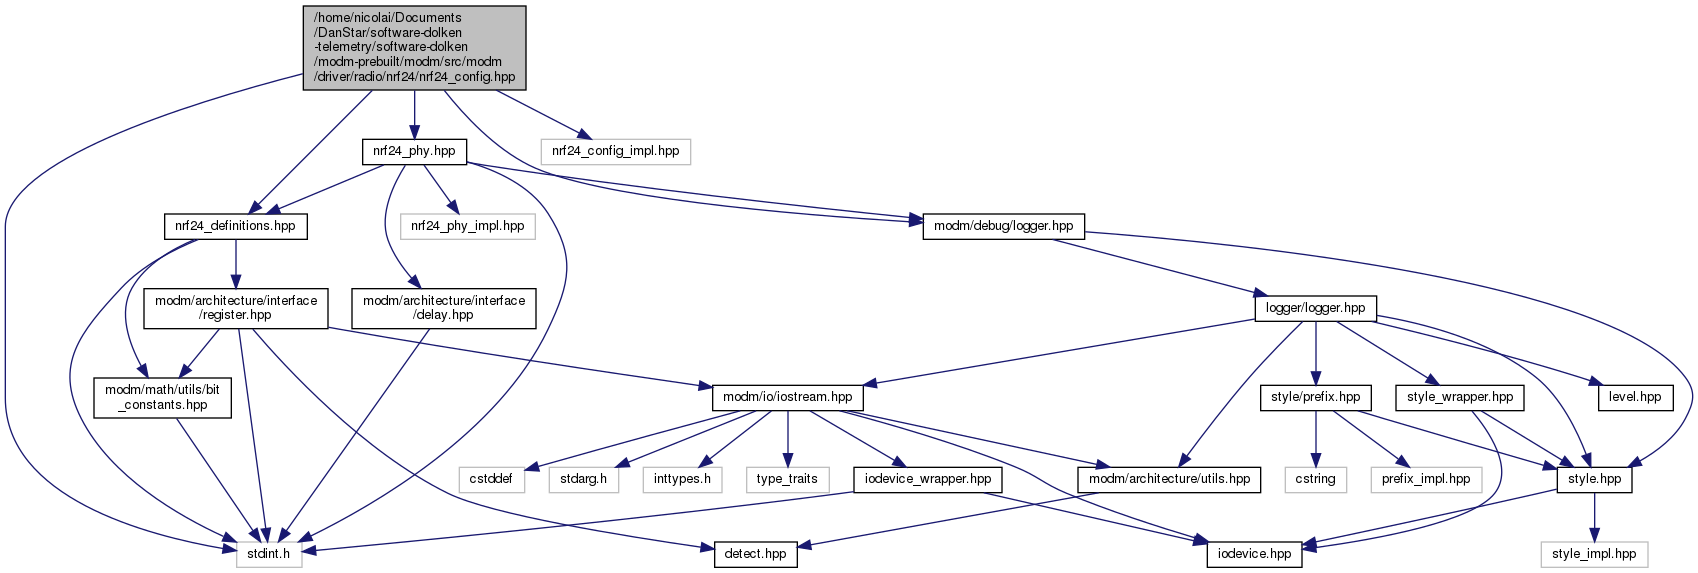 /home/nicolai/Documents
/DanStar/software-dolken
-telemetry/software-dolken
/modm-prebuilt/modm/src/modm
/driver/radio/nrf24/nrf24_config.hpp
nrf24_phy.hpp
nrf24_config_impl.hpp
nrf24_definitions.hpp
nrf24_phy_impl.hpp
modm/debug/logger.hpp
modm/architecture/interface
/register.hpp
modm/architecture/interface
/delay.hpp
logger/logger.hpp
modm/math/utils/bit
_constants.hpp
modm/io/iostream.hpp
style/prefix.hpp
style_wrapper.hpp
level.hpp
cstddef
stdarg.h
inttypes.h
type_traits
iodevice_wrapper.hpp
modm/architecture/utils.hpp
cstring
prefix_impl.hpp
style.hpp
stdint.h
detect.hpp
iodevice.hpp
style_impl.hpp